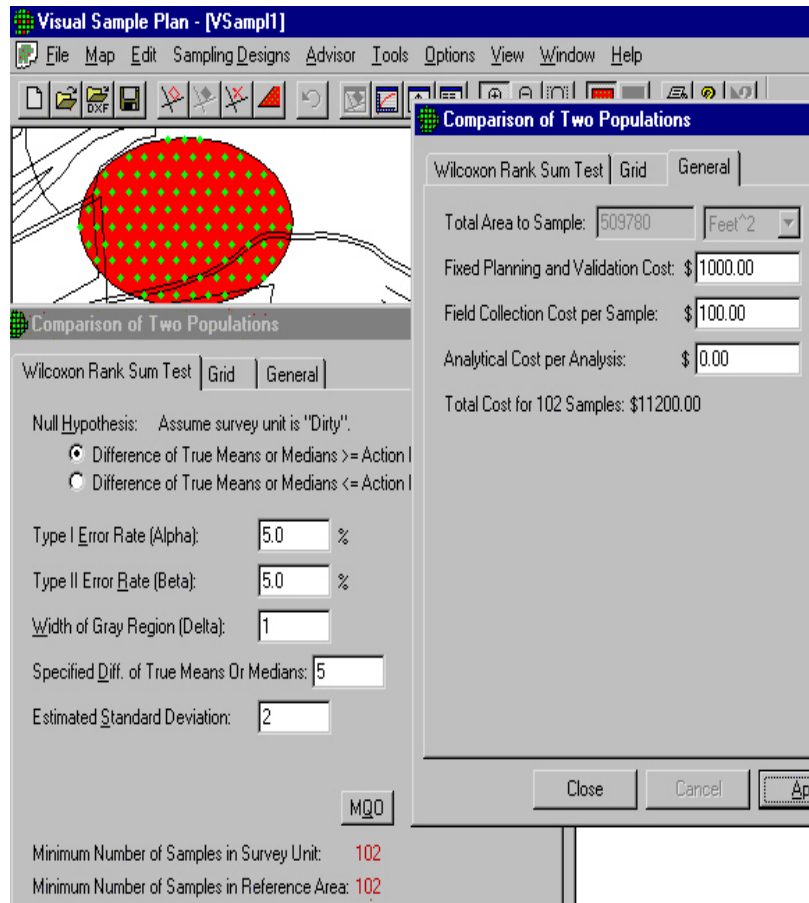 Visual Sample Plan - [VSampl1]
File Map Edit Sampling Designs Advisor Tools Options View Window Help
DXF
Comparison of Two Populations
Wilcoxon Rank Sum Test Grid General
Total Area to Sample: 509780 Feet^2
Fixed Planning and Validation Cost: $ 1000.00
Field Collection Cost per Sample: $ 100.00
Analytical Cost per Analysis: $ 0.00
Total Cost for 102 Samples: $11200.00
Close Cancel
Comparison of Two Populations
Wilcoxon Rank Sum Test Grid General
Null Hypothesis: Assume survey unit is "Dirty".
Difference of True Means or Medians >= Action
Difference of True Means or Medians <= Action
Type I Error Rate (Alpha): 5.0 %
Type II Error Rate (Beta): 5.0 %
Width of Gray Region (Delta): 1
Specified Diff. of True Means Or Medians: 5
Estimated Standard Deviation: 2
MQO
Minimum Number of Samples in Survey Unit: 102
Minimum Number of Samples in Reference Area: 102